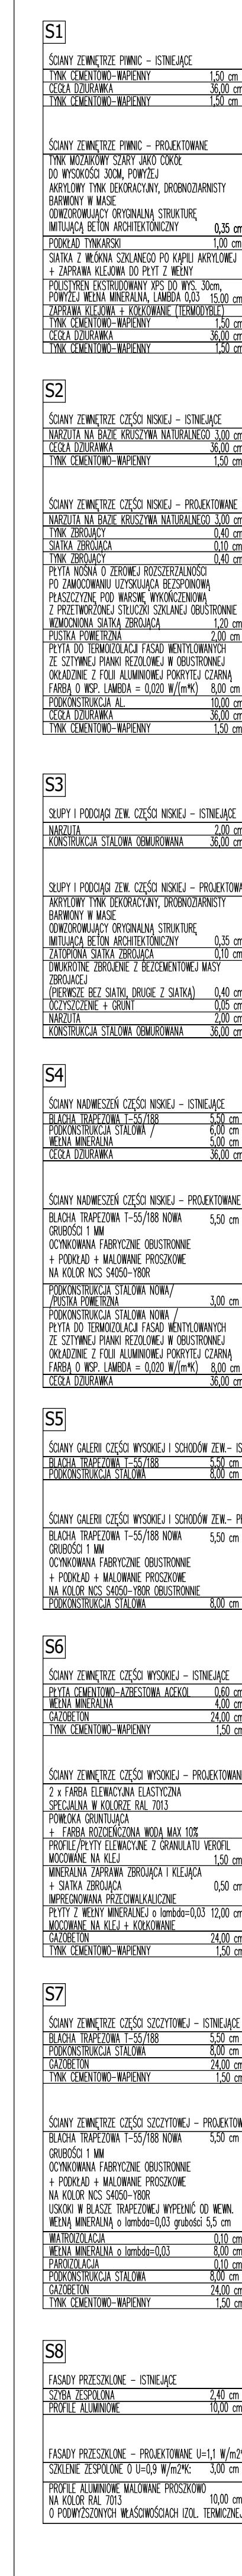 S1
ŚCIANY ZEWNĘTRZE PIWNIC – ISTNIEJĄCE
TYNK CEMENTOWO-WAPIENNY 1,50 cm
CEGŁA DZIURAWKA 36,00 cm
TYNK CEMENTOWO-WAPIENNY 1,50 cm
ŚCIANY ZEWNĘTRZE PIWNIC – PROJEKTOWANE
TYNK MOZAIKOWY SZARY JAKO COKÓŁ
DO WYSOKOŚCI 30CM, POWYŻEJ
AKRYLOWY TYNK DEKORACYJNY, DROBNOZIARNISTY
BARWIONY W MASIE
ODWZOROWUJĄCY ORYGINALNĄ STRUKTURĘ
IMITUJĄCĄ BETON ARCHITEKTONICZNY 0,35 cm
PODKŁAD TYNKARSKI 1,00 cm
SIATKA Z WŁÓKNA SZKLANEGO PO KĄPILI AKRYLOWEJ
+ ZAPRAWA KLEJOWA DO PŁYT Z WEŁNY
POLISTYREN EKSTRUDOWANY XPS DO WYS. 30cm,
POWYŻEJ WEŁNA MINERALNA, LAMBDA 0,03 15,00 cm
ZAPRAWA KLEJOWA + KOŁKOWANIE (TERMODYBLE)
TYNK CEMENTOWO-WAPIENNY 1,50 cm
CEGŁA DZIURAWKA 36,00 cm
TYNK CEMENTOWO-WAPIENNY 1,50 cm
S2
ŚCIANY ZEWNĘTRZE CZĘŚCI NISKIEJ – ISTNIEJĄCE
NARZUTA NA BAZIE KRUSZYWA NATURALNEGO 3,00 cm
CEGŁA DZIURAWKA 36,00 cm
TYNK CEMENTOWO-WAPIENNY 1,50 cm
ŚCIANY ZEWNĘTRZE CZĘŚCI NISKIEJ – PROJEKTOWANE
NARZUTA NA BAZIE KRUSZYWA NATURALNEGO 3,00 cm
TYNK ZBROJĄCY 0,40 cm
SIATKA ZBROJĄCA 0,10 cm
TYNK ZBROJĄCY 0,40 cm
PŁYTA NOŚNA O ZEROWEJ ROZSZERZALNOŚCI
PO ZAMOCOWANIU UZYSKUJĄCA BEZSPOINOWĄ
PŁASZCZYZNĘ POD WARSWĘ WYKOŃCZENIOWĄ
Z PRZETWORZONEJ STŁUCZKI SZKLANEJ OBUSTRONNIE
WZMOCNIONA SIATKĄ ZBROJĄCĄ 1,20 cm
PUSTKA POWIETRZNA 2,00 cm
PŁYTA DO TERMOIZOLACJI FASAD WENTYLOWANYCH
ZE SZTYWNEJ PIANKI REZOLOWEJ W OBUSTRONNEJ
OKŁADZINIE Z FOLII ALUMINIOWEJ POKRYTEJ CZARNĄ
FARBĄ O WSP. LAMBDA = 0,020 W/(m*K) 8,00 cm
PODKONSTRUKCJA AL. 10,00 cm
CEGŁA DZIURAWKA 36,00 cm
TYNK CEMENTOWO-WAPIENNY 1,50 cm
S3
SŁUPY I PODCIĄGI ZEW. CZĘŚCI NISKIEJ – ISTNIEJĄCE
NARZUTA 2,00 cm
KONSTRUKCJA STALOWA OBMUROWANA 36,00 cm
SŁUPY I PODCIĄGI ZEW. CZĘŚCI NISKIEJ – PROJEKTOWA
AKRYLOWY TYNK DEKORACYJNY, DROBNOZIARNISTY
BARWIONY W MASIE
ODWZOROWUJĄCY ORYGINALNĄ STRUKTURĘ
IMITUJĄCĄ BETON ARCHITEKTONICZNY 0,35 cm
ZATOPIONA SIATKA ZBROJĄCA 0,10 cm
DWUKROTNE ZBROJENIE Z BEZCEMENTOWEJ MASY
ZBROJACEJ
(PIERWSZE BEZ SIATKI, DRUGIE Z SIATKĄ) 0,40 cm
OCZYSZCZENIE + GRUNT 0,05 cm
NARZUTA 2,00 cm
KONSTRUKCJA STALOWA OBMUROWANA 36,00 cm
S4
ŚCIANY NADWIESZEŃ CZĘŚCI NISKIEJ – ISTNIEJĄCE
BLACHA TRAPEZOWA T-55/188 5,50 cm
PODKONSTRUKCJA STALOWA / 6,00 cm
WEŁNA MINERALNA 5,00 cm
CEGŁA DZIURAWKA 36,00 cm
ŚCIANY NADWIESZEŃ CZĘŚCI NISKIEJ – PROJEKTOWANE
BLACHA TRAPEZOWA T-55/188 NOWA 5,50 cm
GRUBOŚCI 1 MM
OCYNKOWANA FABRYCZNIE OBUSTRONNIE
+ PODKŁAD + MALOWANIE PROSZKOWE
NA KOLOR NCS S4050-Y80R
PODKONSTRUKCJA STALOWA NOWA/
/PUSTKA POWIETRZNA 3,00 cm
PODKONSTRUKCJA STALOWA NOWA /
PŁYTA DO TERMOIZOLACJI FASAD WENTYLOWANYCH
ZE SZTYWNEJ PIANKI REZOLOWEJ W OBUSTRONNEJ
OKŁADZINIE Z FOLII ALUMINIOWEJ POKRYTEJ CZARNĄ
FARBĄ O WSP. LAMBDA = 0,020 W/(m*K) 8,00 cm
CEGŁA DZIURAWKA 36,00 cm
S5
ŚCIANY GALERII CZĘŚCI WYSOKIEJ I SCHODÓW ZEW.– IS
BLACHA TRAPEZOWA T-55/188 5,50 cm
PODKONSTRUKCJA STALOWA 8,00 cm
ŚCIANY GALERII CZĘŚCI WYSOKIEJ I SCHODÓW ZEW.– P
BLACHA TRAPEZOWA T-55/188 NOWA 5,50 cm
GRUBOŚCI 1 MM
OCYNKOWANA FABRYCZNIE OBUSTRONNIE
+ PODKŁAD + MALOWANIE PROSZKOWE
NA KOLOR NCS S4050-Y80R OBUSTRONNIE
PODKONSTRUKCJA STALOWA 8,00 cm
S6
ŚCIANY ZEWNĘTRZE CZĘŚCI WYSOKIEJ – ISTNIEJĄCE
PŁYTA CEMENTOWO-AZBESTOWA ACEKOL 0,60 cm
WEŁNA MINERALNA 4,00 cm
GAZOBETON 24,00 cm
TYNK CEMENTOWO-WAPIENNY 1,50 cm
ŚCIANY ZEWNĘTRZE CZĘŚCI WYSOKIEJ – PROJEKTOWANI
2 x FARBA ELEWACYJNA ELASTYCZNA
SPECJALNA W KOLORZE RAL 7013
POWŁOKA GRUNTUJĄCA
+ FARBA ROZCIEŃCZONA WODĄ MAX 10%
PROFILE/PŁYTY ELEWACYJNE Z GRANULATU VEROFIL
MOCOWANE NA KLEJ 1,50 cm
MINERALNA ZAPRAWA ZBROJĄCA I KLEJĄCA
+ SIATKA ZBROJĄCA 0,50 cm
IMPREGNOWANA PRZECIWALKALICZNIE
PŁYTY Z WEŁNY MINERALNEJ o lambda=0,03 12,00 cm
MOCOWANE NA KLEJ + KOŁKOWANIE
GAZOBETON 24,00 cm
TYNK CEMENTOWO-WAPIENNY 1,50 cm
S7
ŚCIANY ZEWNĘTRZE CZĘŚCI SZCZYTOWEJ – ISTNIEJĄCE
BLACHA TRAPEZOWA T-55/188 5,50 cm
PODKONSTRUKCJA STALOWA 8,00 cm
GAZOBETON 24,00 cm
TYNK CEMENTOWO-WAPIENNY 1,50 cm
ŚCIANY ZEWNĘTRZE CZĘŚCI SZCZYTOWEJ – PROJEKTOW
BLACHA TRAPEZOWA T-55/188 NOWA 5,50 cm
GRUBOŚCI 1 MM
OCYNKOWANA FABRYCZNIE OBUSTRONNIE
+ PODKŁAD + MALOWANIE PROSZKOWE
NA KOLOR NCS S4050-Y80R
USKOKI W BLASZE TRAPEZOWEJ WYPEŁNIĆ OD WEWN.
WEŁNĄ MINERALNĄ o lambda=0,03 grubości 5,5 cm
WIATROIZOLACJA 0,10 cm
WEŁNA MINERALNA o lambda=0,03 8,00 cm
PAROIZOLACJA 0,10 cm
PODKONSTRUKCJA STALOWA 8,00 cm
GAZOBETON 24,00 cm
TYNK CEMENTOWO-WAPIENNY 1,50 cm
S8
FASADY PRZESZKLONE – ISTNIEJĄCE
SZYBA ZESPOLONA 2,40 cm
PROFILE ALUMINIOWE 10,00 cm
FASADY PRZESZKLONE – PROJEKTOWANE U=1,1 W/m2*
SZKLENIE ZESPOLONE O U=0,9 W/m2*K: 3,00 cm
PROFILE ALUMINIOWE MALOWANE PROSZKOWO
NA KOLOR RAL 7013 10,00 cm
O PODWYŻSZONYCH WŁAŚCIWOŚCIACH IZOL. TERMICZNEJ